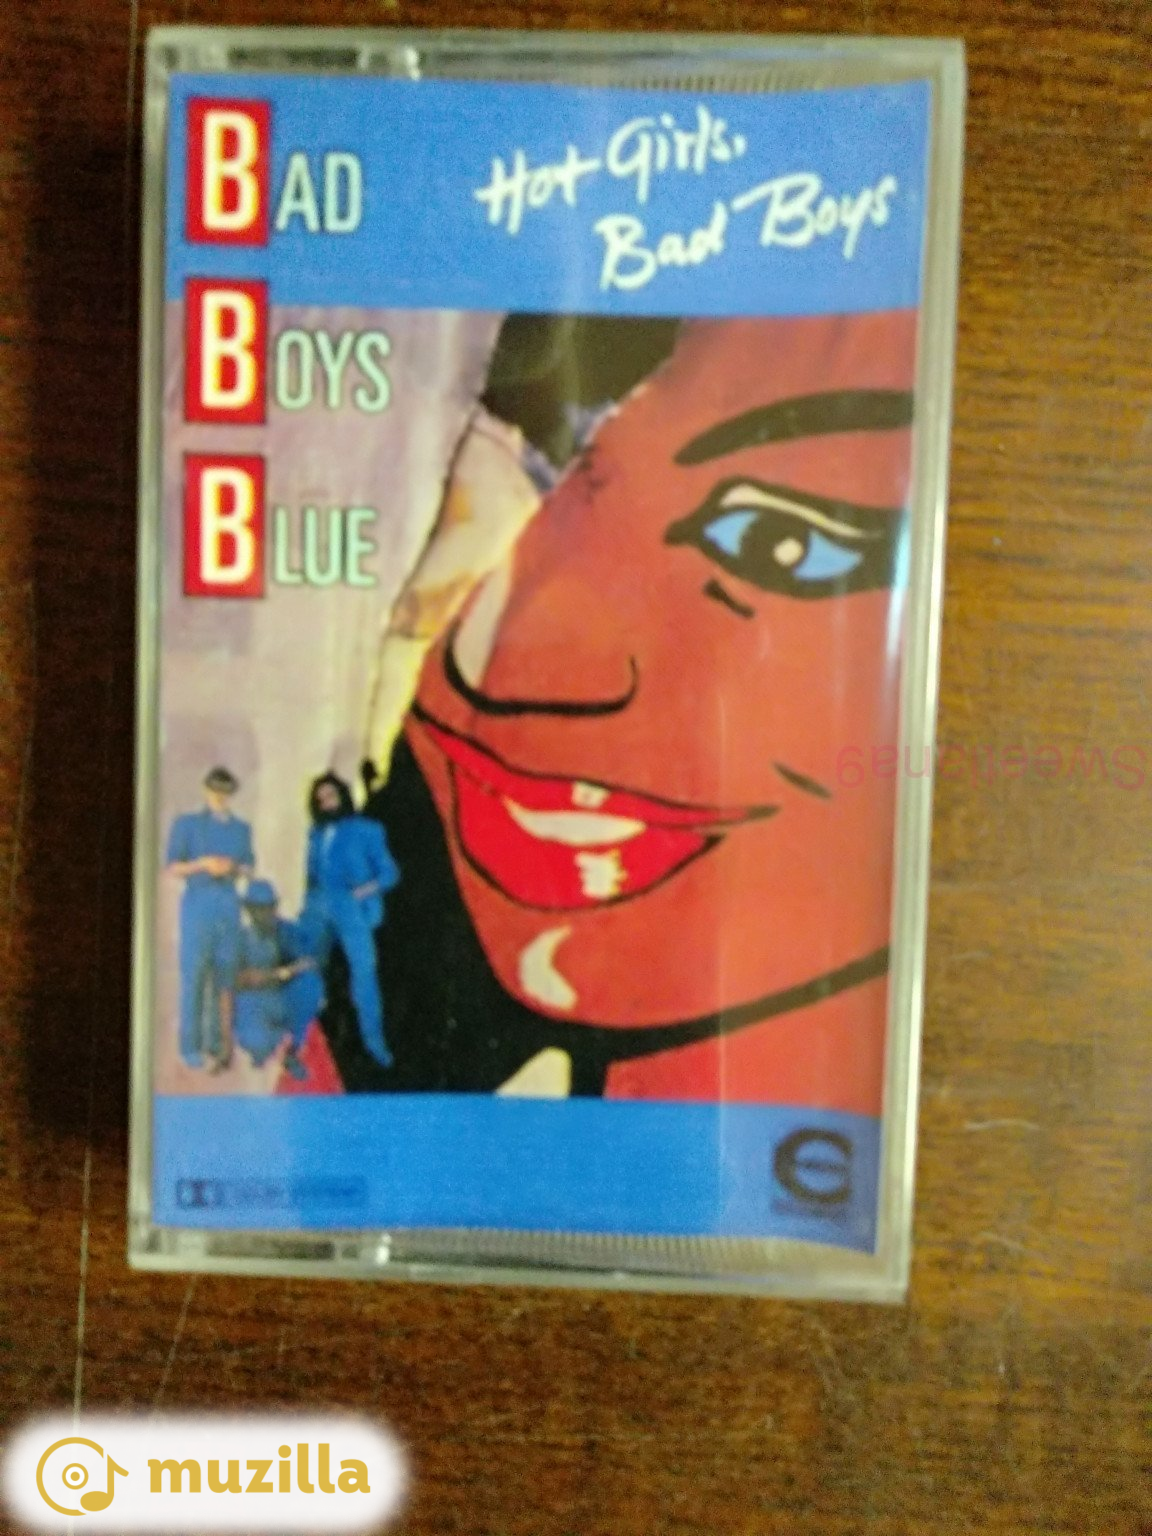 BAD
BOYS
BLUE
Hot Girls,
Bad Boys
Sweetlana9
muzilla